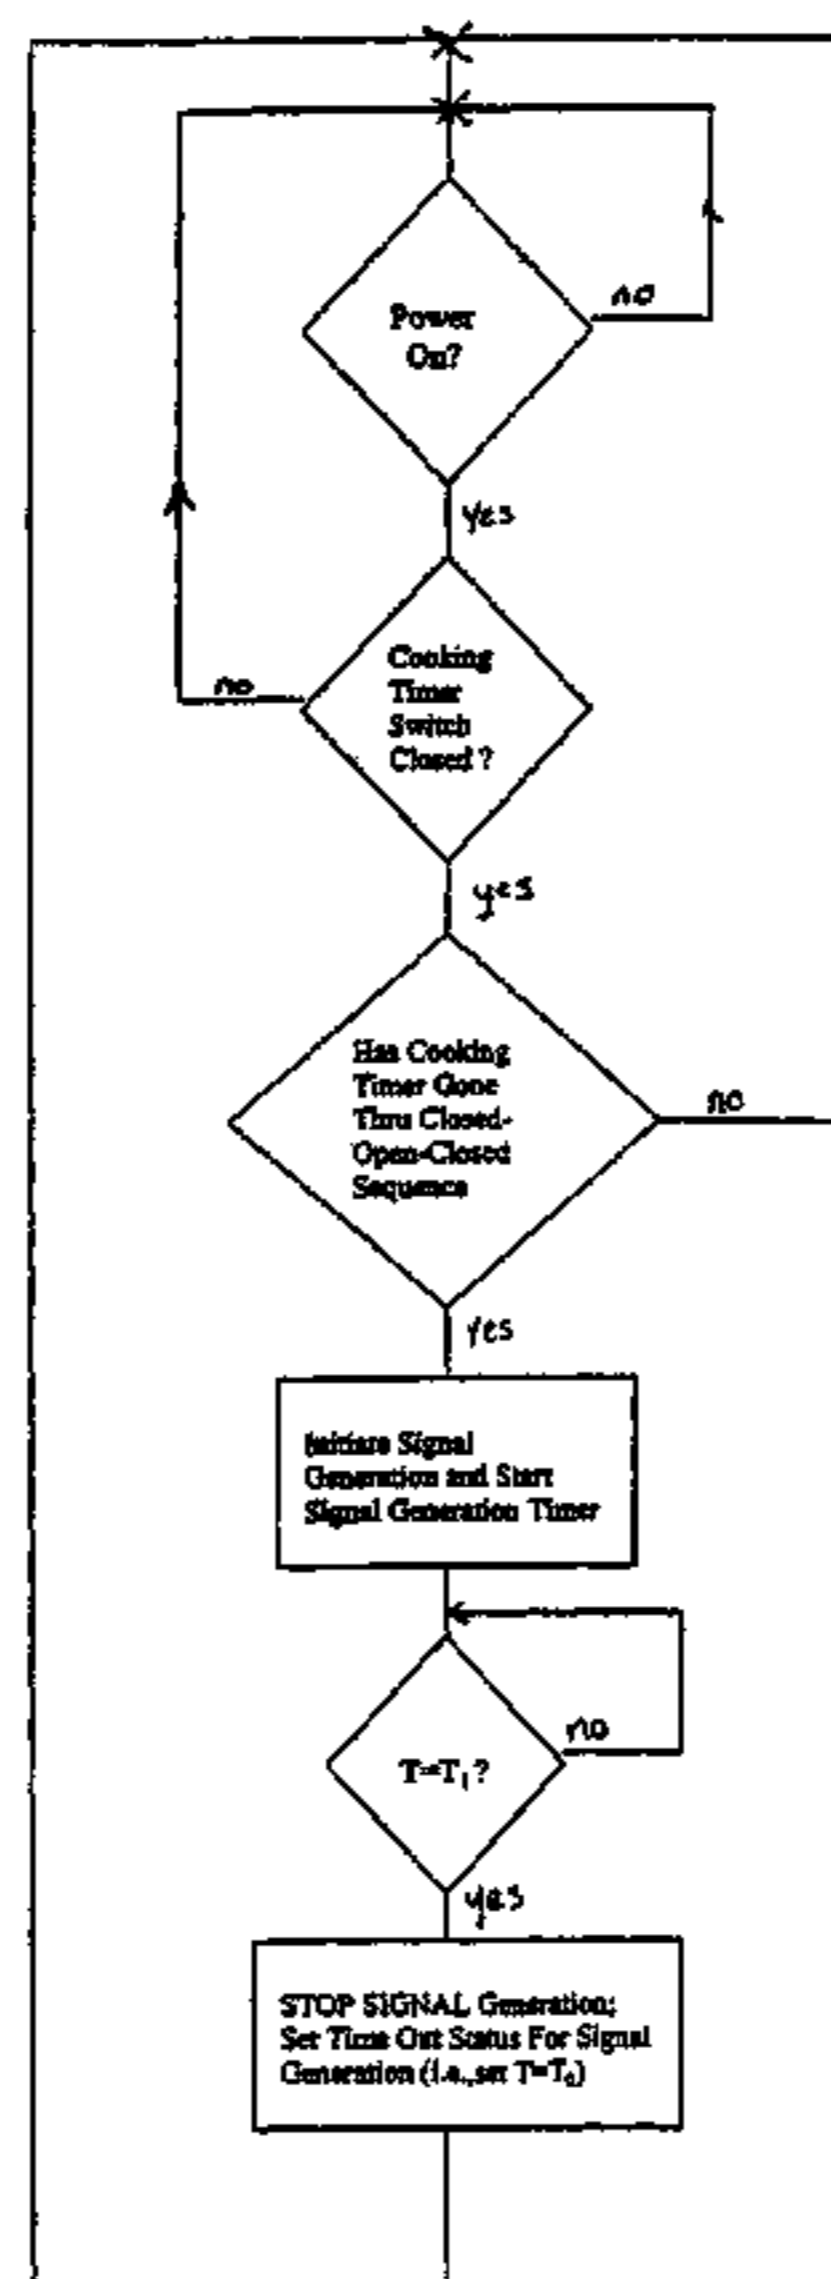 Power
On?
no
yes
Cooking
Timer
Switch
Closed ?
no
yes
Has Cooking
Timer Gone
Thru Closed-
Open-Closed
Sequence
no
Yes
Initiate Signal
Generation and Start
Signal Generation Timer
T=T₁ ?
no
yes
STOP SIGNAL Generation;
Set Time Out Status For Signal
Generation (i.e., set T=T₀)